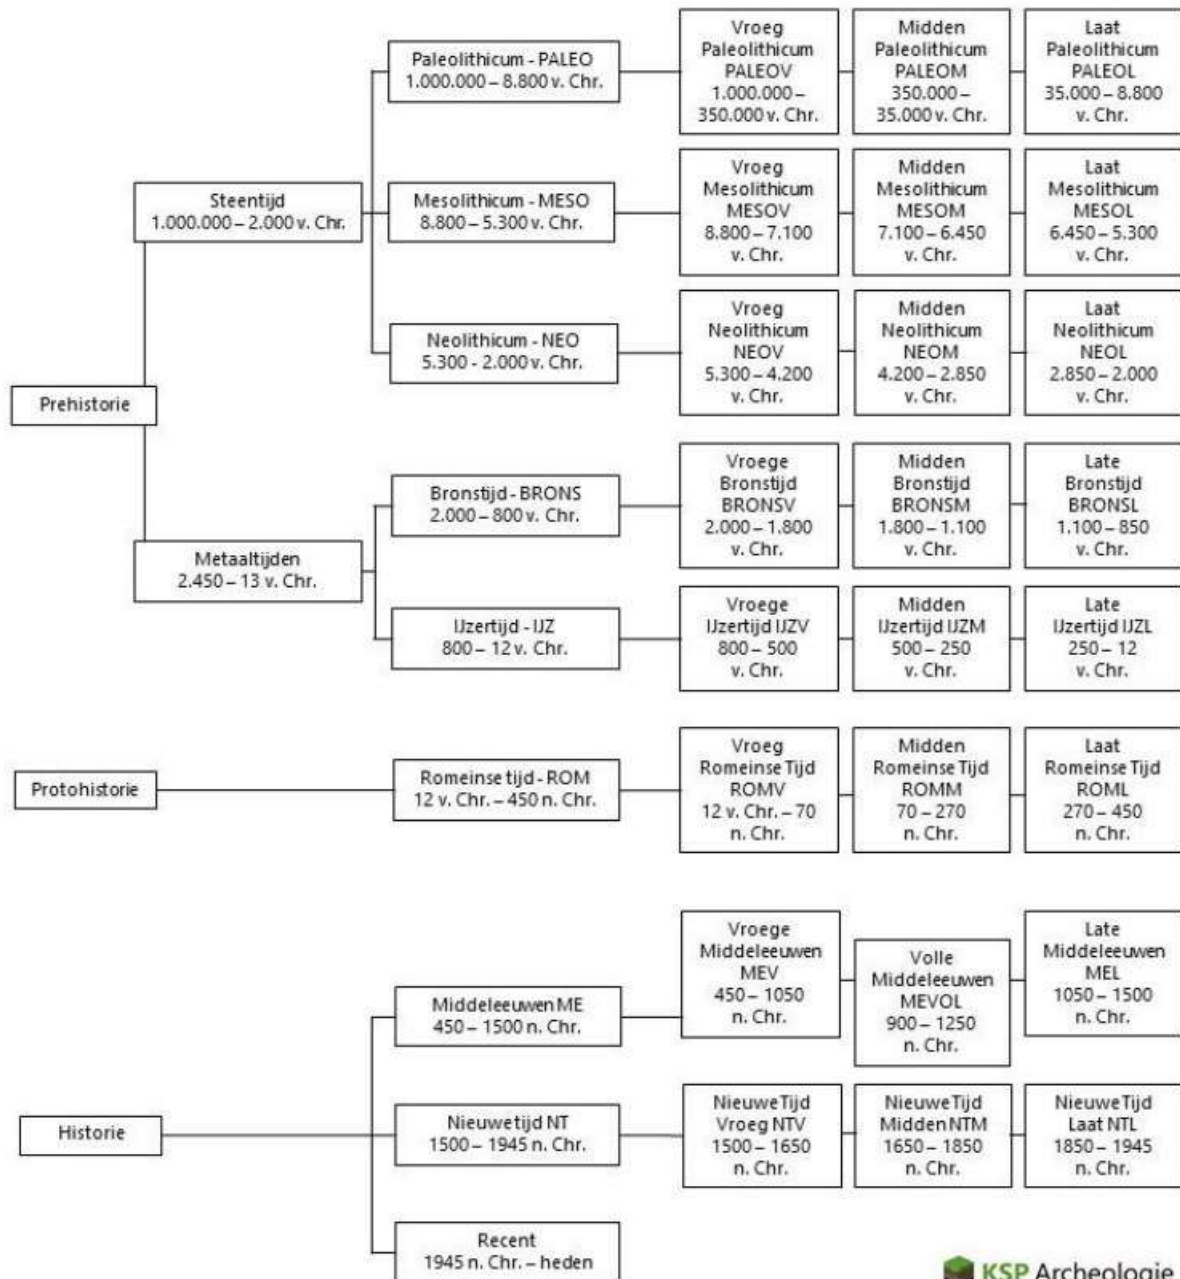 Prehistorie
Steentijd
1.000.000 – 2.000 v. Chr.
Paleolithicum - PALEO
1.000.000 – 8.800 v. Chr.
Vroeg
Paleolithicum
PALEOV
1.000.000 –
350.000 v. Chr.
Midden
Paleolithicum
PALEOM
350.000 –
35.000 v. Chr.
Laat
Paleolithicum
PALEOL
35.000 – 8.800
v. Chr.
Mesolithicum - MESO
8.800 – 5.300 v. Chr.
Vroeg
Mesolithicum
MESOV
8.800 – 7.100
v. Chr.
Midden
Mesolithicum
MESOM
7.100 – 6.450
v. Chr.
Laat
Mesolithicum
MESOL
6.450 – 5.300
v. Chr.
Neolithicum - NEO
5.300 - 2.000 v. Chr.
Vroeg
Neolithicum
NEOV
5.300 – 4.200
v. Chr.
Midden
Neolithicum
NEOM
4.200 – 2.850
v. Chr.
Laat
Neolithicum
NEOL
2.850 – 2.000
v. Chr.
Metaaltijden
2.450 – 13 v. Chr.
Bronstijd - BRONS
2.000 – 800 v. Chr.
Vroege
Bronstijd
BRONSV
2.000 – 1.800
v. Chr.
Midden
Bronstijd
BRONSM
1.800 – 1.100
v. Chr.
Late
Bronstijd
BRONSL
1.100 – 850
v. Chr.
IJzertijd - IJZ
800 – 12 v. Chr.
Vroege
IJzertijd IJZV
800 – 500
v. Chr.
Midden
IJzertijd IJZM
500 – 250
v. Chr.
Late
IJzertijd IJZL
250 – 12
v. Chr.
Protohistorie
Romeinse tijd - ROM
12 v. Chr. – 450 n. Chr.
Vroeg
Romeinse Tijd
ROMV
12 v. Chr. – 70
n. Chr.
Midden
Romeinse Tijd
ROMM
70 – 270
n. Chr.
Laat
Romeinse Tijd
ROML
270 – 450
n. Chr.
Historie
Middeleeuwen ME
450 – 1500 n. Chr.
Vroege
Middeleeuwen
MEV
450 – 1050
n. Chr.
Volle
Middeleeuwen
MEVOL
900 – 1250
n. Chr.
Late
Middeleeuwen
MEL
1050 – 1500
n. Chr.
Nieuwe tijd NT
1500 – 1945 n. Chr.
Nieuwe Tijd
Vroeg NTV
1500 – 1650
n. Chr.
Nieuwe Tijd
Midden NTM
1650 – 1850
n. Chr.
Nieuwe Tijd
Laat NTL
1850 – 1945
n. Chr.
Recent
1945 n. Chr. – heden
KSP Archeologie